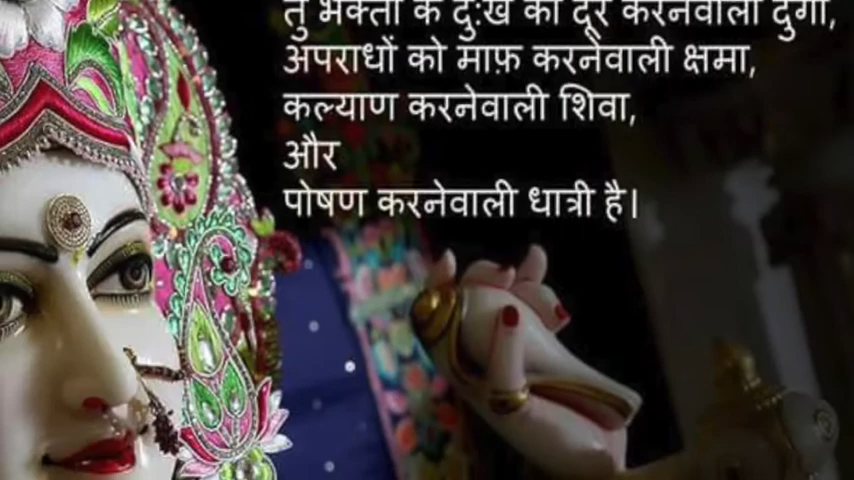 तु भक्तों के दु:ख को दूर करनेवाली दुर्गा,
अपराधों को माफ़ करनेवाली क्षमा,
कल्याण करनेवाली शिवा,
और
पोषण करनेवाली धात्री है।